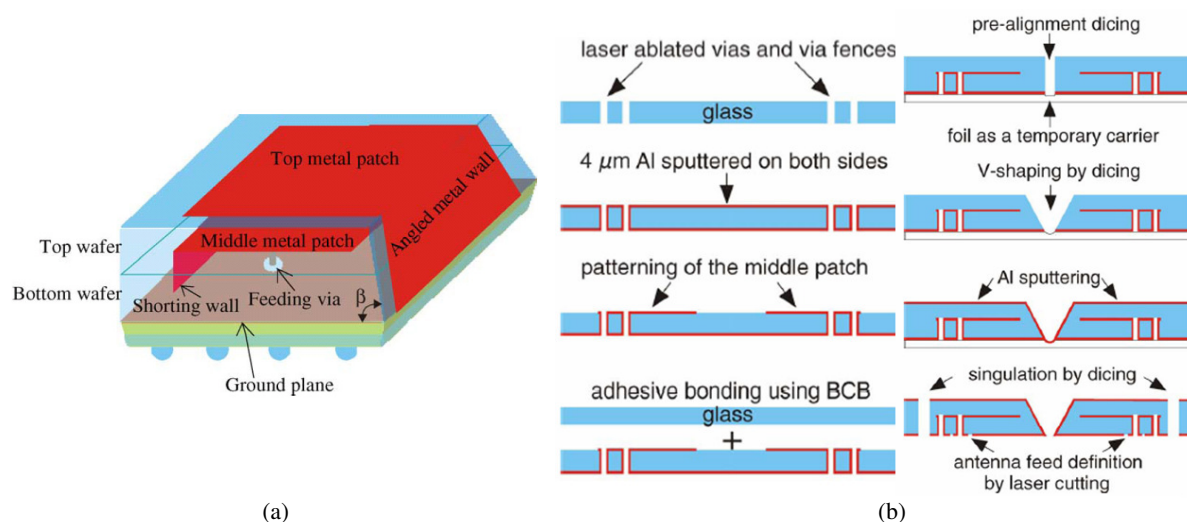 Top metal patch
Angled metal wall
Top wafer
Middle metal patch
Bottom wafer
Shorting wall
Feeding via
β
Ground plane
(a)
laser ablated vias and via fences
glass
4 μm Al sputtered on both sides
patterning of the middle patch
adhesive bonding using BCB
glass
+
pre-alignment dicing
foil as a temporary carrier
V-shaping by dicing
Al sputtering
singulation by dicing
antenna feed definition
by laser cutting
(b)